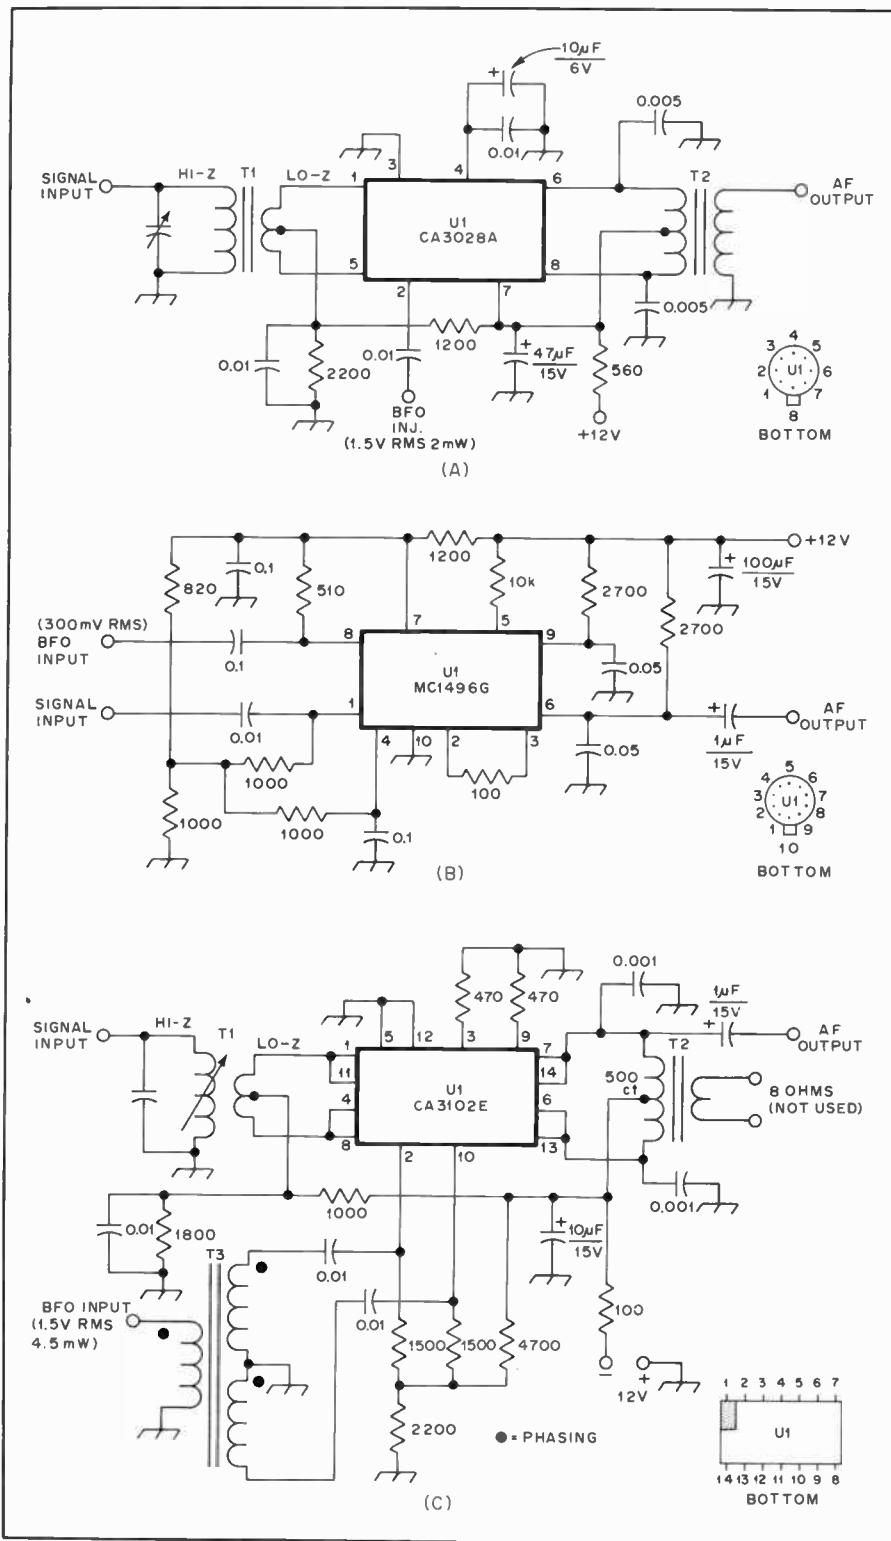 10µF
6V
+
0.01
0.005
SIGNAL INPUT
HI-Z
T1
LO-Z
3
4
1
5
U1
CA3028A
6
8
2
7
T2
AF OUTPUT
0.005
0.01
2200
0.01
1200
+
47µF
15V
560
+12V
BFO
INJ.
(1.5V RMS 2mW)
3 4 5
2 U1 6
1 7
8
BOTTOM
(A)
820
0.1
510
1200
10k
2700
2700
+
100µF
15V
+12V
(300mV RMS)
BFO
INPUT
0.1
8
7
5
9
U1
MC1496G
0.05
SIGNAL
INPUT
0.01
1
6
4
10
2
3
+
1µF
15V
AF
OUTPUT
0.05
1000
100
1000
1000
0.1
5
4 6
3 U1 7
2 8
1 9
10
BOTTOM
(B)
470
470
0.001
SIGNAL
INPUT
HI-Z
T1
LO-Z
5
12
3
9
1
11
4
8
U1
CA3102E
7
14
6
13
2
10
+
1µF
15V
AF
OUTPUT
T2
500
ct
8 OHMS
(NOT USED)
0.001
0.01
1800
1000
+
10µF
15V
T3
0.01
0.01
BFO INPUT
(1.5V RMS
4.5mW)
1500
1500
4700
100
–
+
12V
2200
● = PHASING
1 2 3 4 5 6 7
U1
14 13 12 11 10 9 8
BOTTOM
(C)